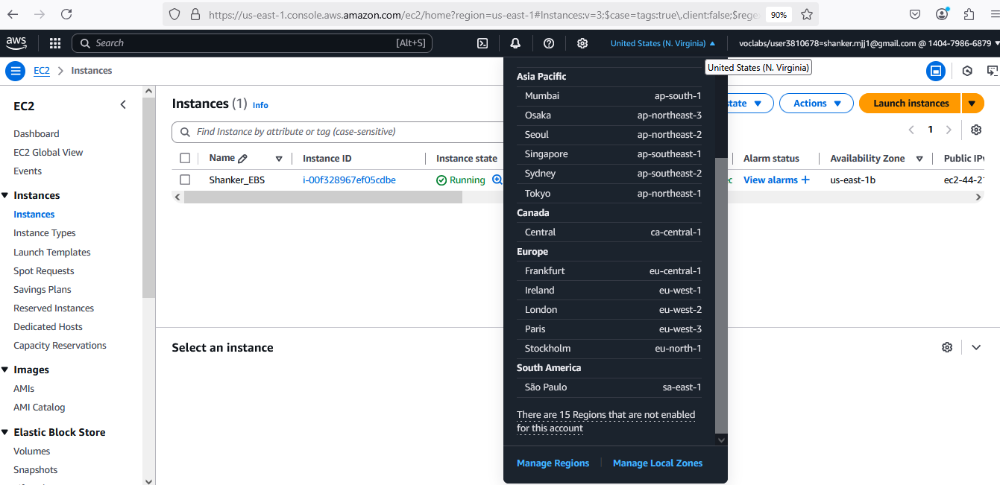 https://us-east-1.console.aws.amazon.com/ec2/home?region=us-east-1#Instances:v=3;$case=tags:true\,client:false;$rege
90%
aws
Search
[Alt+S]
United States (N. Virginia)
voclabs/user3810678=shanker.mjj1@gmail.com @ 1404-7986-6879
United States (N. Virginia)
EC2
Instances
EC2
Dashboard
EC2 Global View
Events
Instances
Instances
Instance Types
Launch Templates
Spot Requests
Savings Plans
Reserved Instances
Dedicated Hosts
Capacity Reservations
Images
AMIs
AMI Catalog
Elastic Block Store
Volumes
Snapshots
Instances (1) Info
state
Actions
Launch instances
Find Instance by attribute or tag (case-sensitive)
1
Name
Instance ID
Instance state
Alarm status
Availability Zone
Public IPv
Shanker_EBS
i-00f328967ef05cdbe
Running
View alarms +
us-east-1b
ec2-44-21
Select an instance
Asia Pacific
Mumbai ap-south-1
Osaka ap-northeast-3
Seoul ap-northeast-2
Singapore ap-southeast-1
Sydney ap-southeast-2
Tokyo ap-northeast-1
Canada
Central ca-central-1
Europe
Frankfurt eu-central-1
Ireland eu-west-1
London eu-west-2
Paris eu-west-3
Stockholm eu-north-1
South America
São Paulo sa-east-1
There are 15 Regions that are not enabled
for this account
Manage Regions
Manage Local Zones